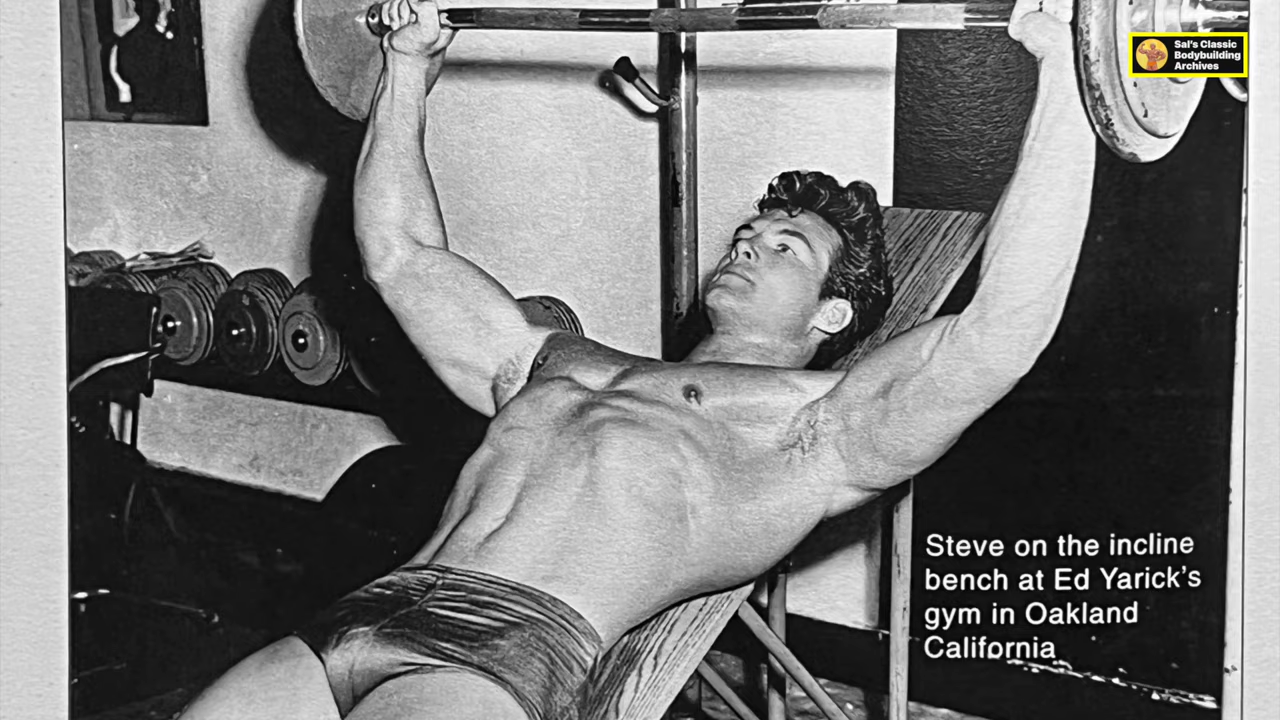 Sal's Classic
Bodybuilding
Archives
Steve on the incline
bench at Ed Yarick's
gym in Oakland
California